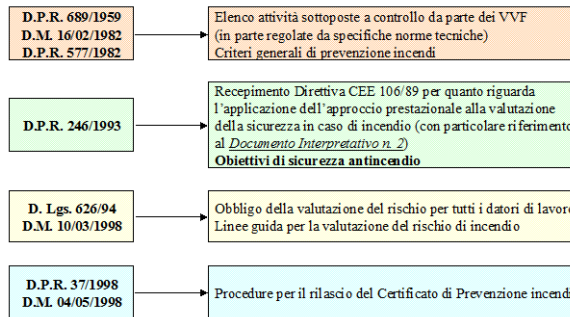 D.P.R. 689/1959
D.M. 16/02/1982
D.P.R. 577/1982
Elenco attività sottoposte a controllo da parte dei VVF
(in parte regolate da specifiche norme tecniche)
Criteri generali di prevenzione incendi
D.P.R. 246/1993
Recepimento Direttiva CEE 106/89 per quanto riguarda
l'applicazione dell'approccio prestazionale alla valutazione
della sicurezza in caso di incendio (con particolare riferimento
al Documento Interpretativo n. 2)
Obiettivi di sicurezza antincendio
D. Lgs. 626/94
D.M. 10/03/1998
Obbligo della valutazione del rischio per tutti i datori di lavoro
Linee guida per la valutazione del rischio di incendio
D.P.R. 37/1998
D.M. 04/05/1998
Procedure per il rilascio del Certificato di Prevenzione incendi